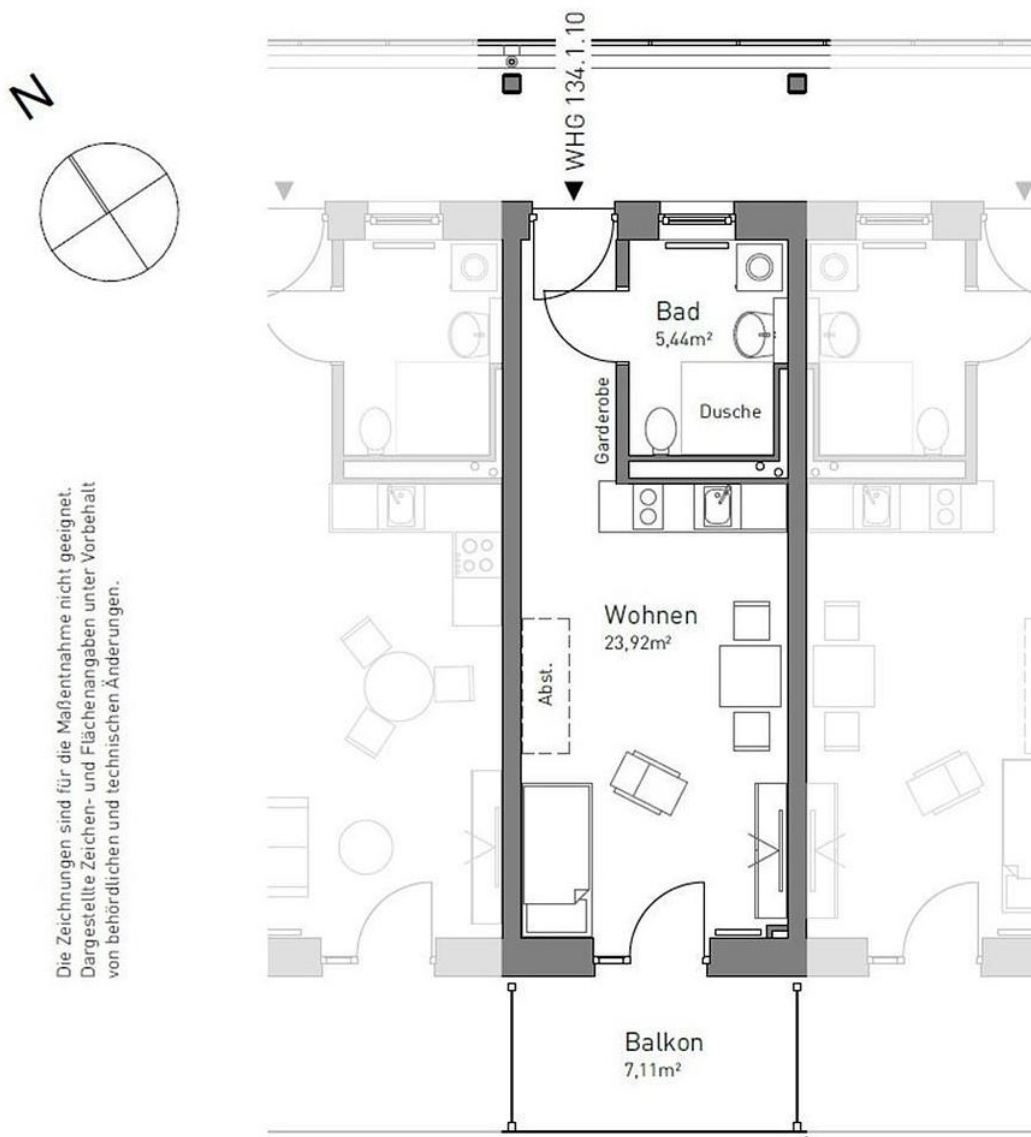 N
WHG 134.1.10
Bad
5,44m²
Garderobe
Dusche
Wohnen
23,92m²
Abst.
Balkon
7,11m²
Die Zeichnungen sind für die Maßentnahme nicht geeignet.
Dargestellte Zeichen- und Flächenangaben unter Vorbehalt
von behördlichen und technischen Änderungen.